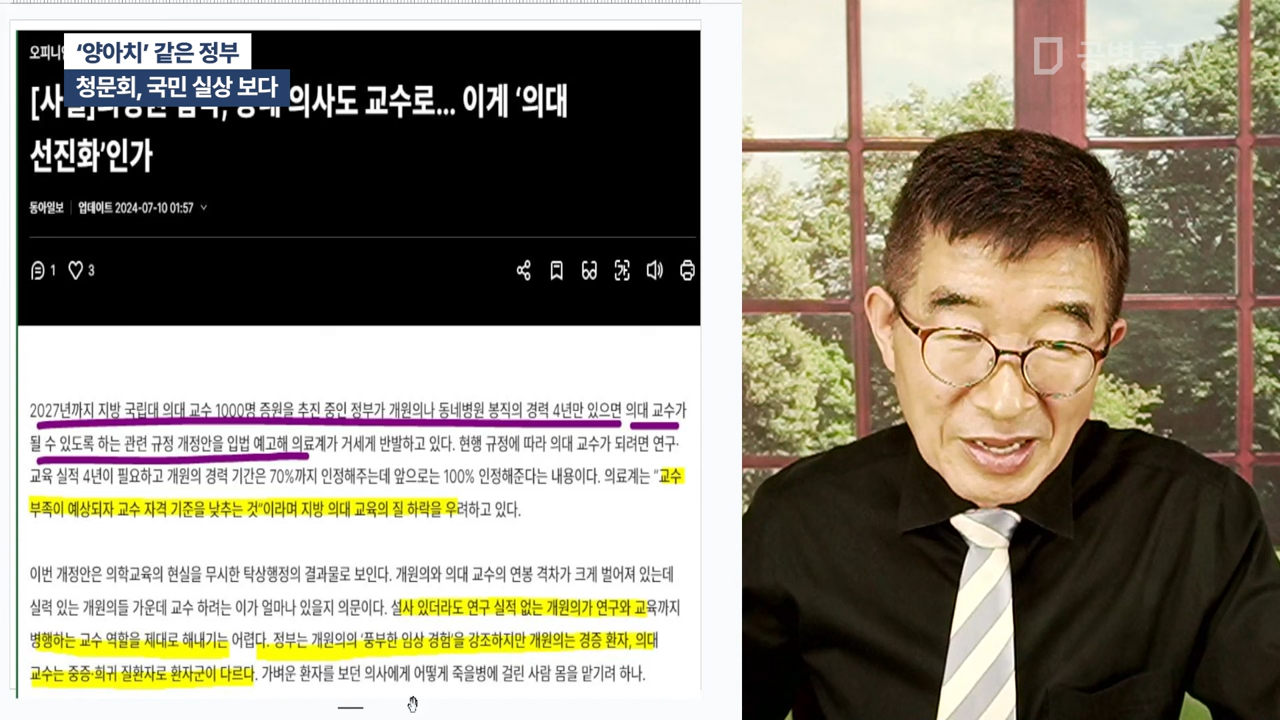 ‘양아치’ 같은 정부
청문회, 국민 실상 보다
공병호TV
오피니언
[사설] 의사도 교수로... 이게 ‘의대
선진화’인가
동아일보 | 업데이트 2024-07-10 01:57
1 3
2027년까지 지방 국립대 의대 교수 1000명 증원을 추진 중인 정부가 개원의나 동네병원 봉직의 경력 4년만 있으면 의대 교수가
될 수 있도록 하는 관련 규정 개정안을 입법 예고해 의료계가 거세게 반발하고 있다. 현행 규정에 따라 의대 교수가 되려면 연구·
교육 실적 4년이 필요하고 개원의 경력 기간은 70%까지 인정해주는데 앞으로는 100% 인정해준다는 내용이다. 의료계는 “교수
부족이 예상되자 교수 자격 기준을 낮추는 것”이라며 지방 의대 교육의 질 하락을 우려하고 있다.
이번 개정안은 의학교육의 현실을 무시한 탁상행정의 결과물로 보인다. 개원의와 의대 교수의 연봉 격차가 크게 벌어져 있는데
실력 있는 개원의들 가운데 교수 하려는 이가 얼마나 있을지 의문이다. 설사 있더라도 연구 실적 없는 개원의가 연구와 교육까지
병행하는 교수 역할을 제대로 해내기는 어렵다. 정부는 개원의의 ‘풍부한 임상 경험’을 강조하지만 개원의는 경증 환자, 의대
교수는 중증·희귀 질환자로 환자군이 다르다. 가벼운 환자를 보던 의사에게 어떻게 죽을병에 걸린 사람 몸을 맡기려 하나.